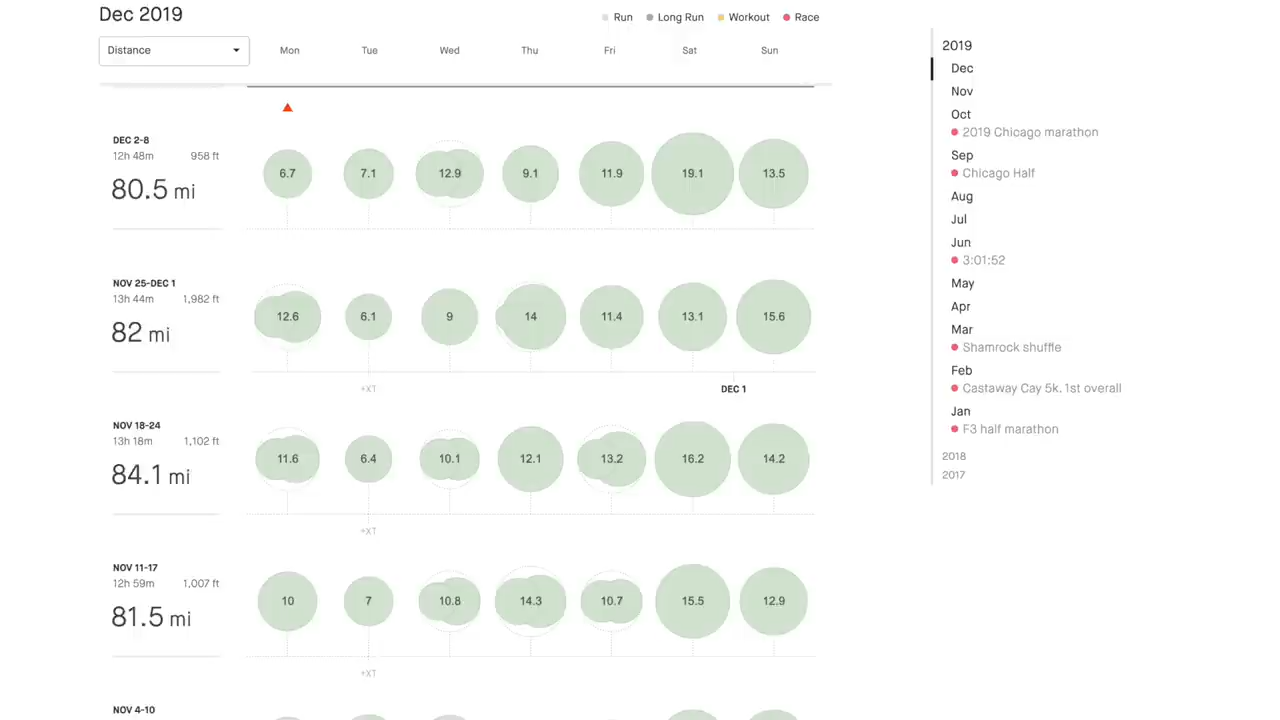 Dec 2019
Run Long Run Workout Race
Distance
Mon Tue Wed Thu Fri Sat Sun
DEC 2-8
12h 48m 958 ft
80.5 mi
6.7 7.1 12.9 9.1 11.9 19.1 13.5
NOV 25-DEC 1
13h 44m 1,982 ft
82 mi
12.6 6.1 9 14 11.4 13.1 15.6
+XT
DEC 1
NOV 18-24
13h 18m 1,102 ft
84.1 mi
11.6 6.4 10.1 12.1 13.2 16.2 14.2
+XT
NOV 11-17
12h 59m 1,007 ft
81.5 mi
10 7 10.8 14.3 10.7 15.5 12.9
+XT
NOV 4-10
2019
Dec
Nov
Oct
2019 Chicago marathon
Sep
Chicago Half
Aug
Jul
Jun
3:01:52
May
Apr
Mar
Shamrock shuffle
Feb
Castaway Cay 5k. 1st overall
Jan
F3 half marathon
2018
2017